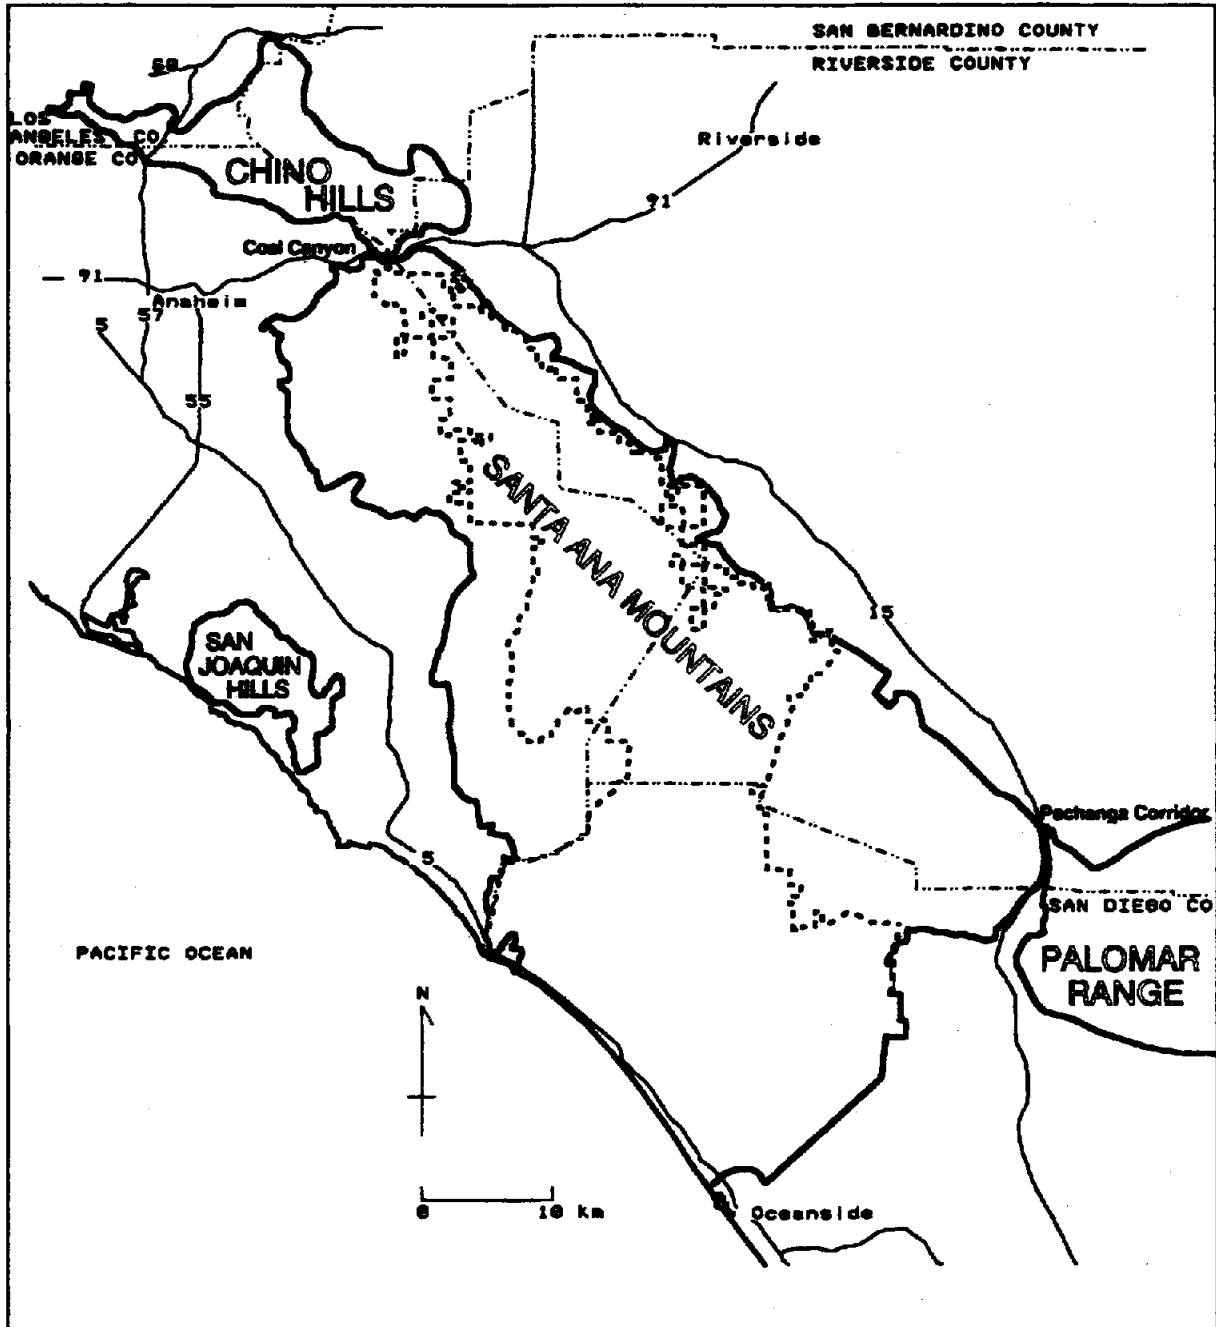 SAN BERNARDINO COUNTY
RIVERSIDE COUNTY
60
LOS
ANGELES CO.
ORANGE CO
Riverside
CHINO
HILLS
91
Coal Canyon
91
Anaheim
5
57
55
SANTA ANA MOUNTAINS
15
SAN
JOAQUIN
HILLS
Pechanga Corridor
5
SAN DIEGO CO
PACIFIC OCEAN
PALOMAR
RANGE
N
0 10 km
Oceanside